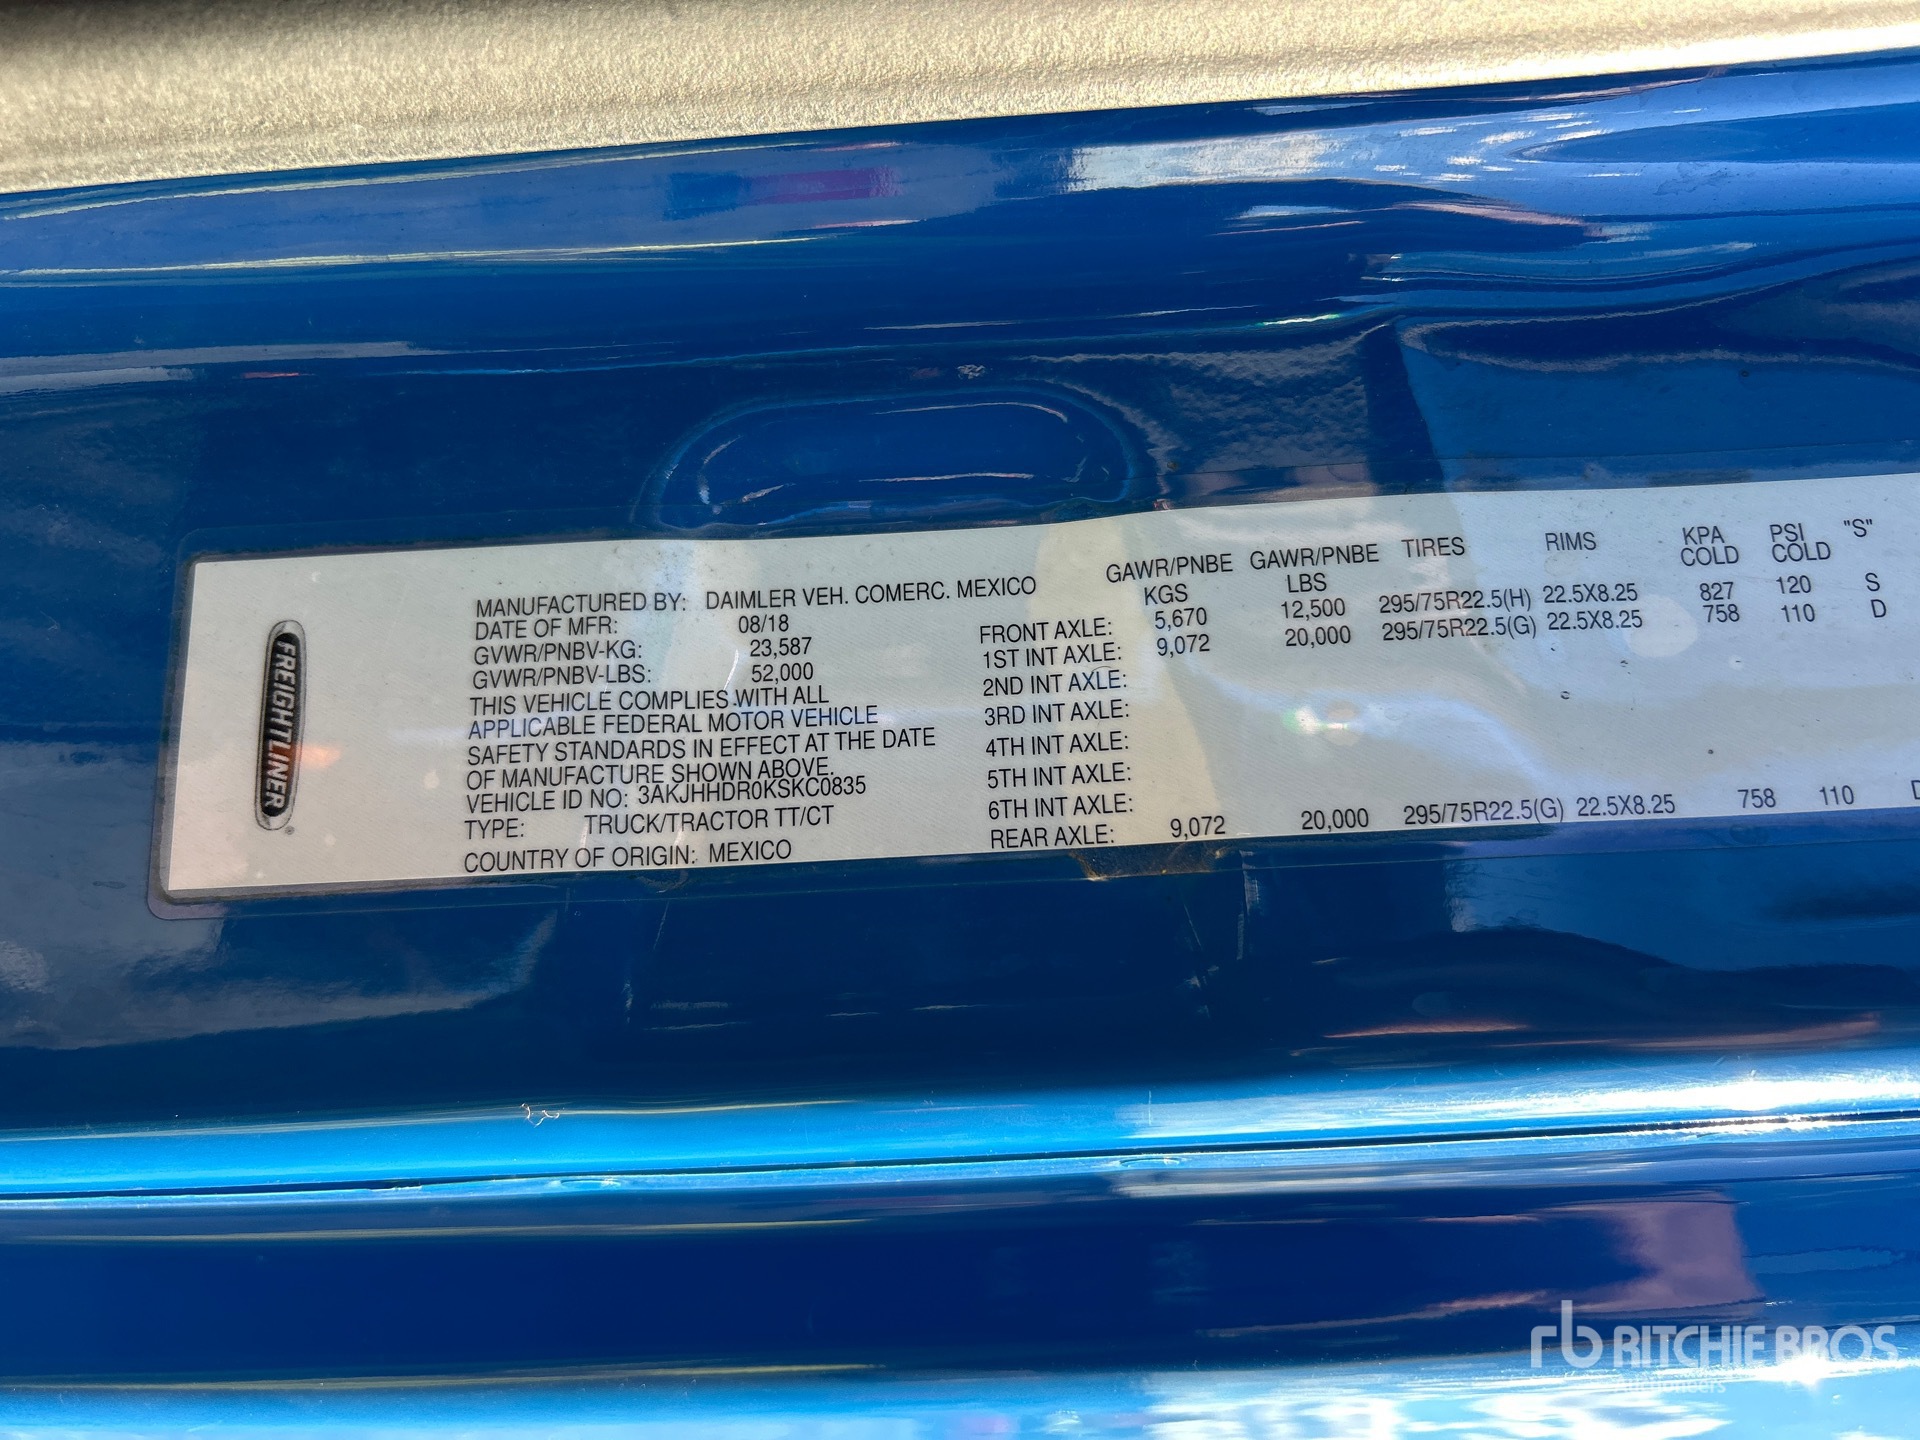 FREIGHTLINER
MANUFACTURED BY: DAIMLER VEH. COMERC. MEXICO
DATE OF MFR: 08/18
GVWR/PNBV-KG: 23,587
GVWR/PNBV-LBS: 52,000
THIS VEHICLE COMPLIES WITH ALL
APPLICABLE FEDERAL MOTOR VEHICLE
SAFETY STANDARDS IN EFFECT AT THE DATE
OF MANUFACTURE SHOWN ABOVE.
VEHICLE ID NO: 3AKJHHDR0KSKC0835
TYPE: TRUCK/TRACTOR TT/CT
COUNTRY OF ORIGIN: MEXICO
GAWR/PNBE KGS GAWR/PNBE LBS TIRES RIMS KPA COLD PSI COLD "S"
FRONT AXLE: 5,670 12,500 295/75R22.5(H) 22.5X8.25 827 120 S
1ST INT AXLE: 9,072 20,000 295/75R22.5(G) 22.5X8.25 758 110 D
2ND INT AXLE:
3RD INT AXLE:
4TH INT AXLE:
5TH INT AXLE:
6TH INT AXLE:
REAR AXLE: 9,072 20,000 295/75R22.5(G) 22.5X8.25 758 110
rb RITCHIE BROS
Auctioneers